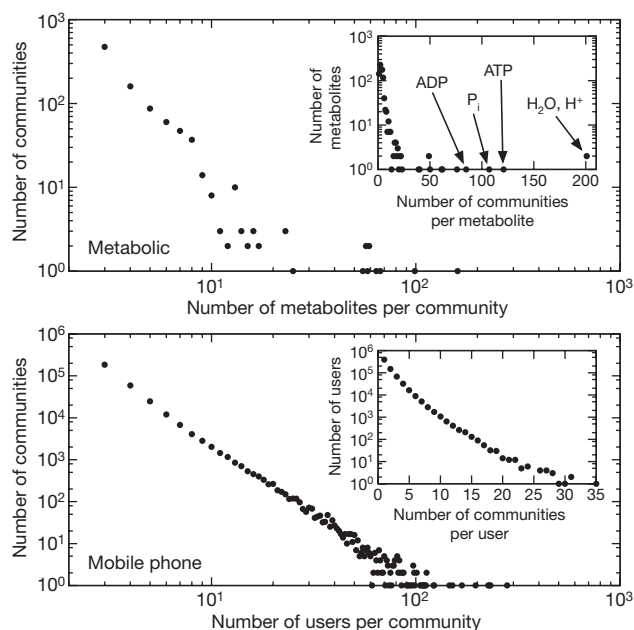 Number of communities
10³
10²
10¹
10⁰
Metabolic
10¹
10²
10³
Number of metabolites per community
Number of
metabolites
10³
10²
10¹
1
0
50
100
150
200
Number of communities
per metabolite
ADP
Pᵢ
ATP
H₂O, H⁺
Number of communities
10⁶
10⁵
10⁴
10³
10²
10¹
10⁰
Mobile phone
10¹
10²
10³
Number of users per community
Number of users
10⁶
10⁵
10⁴
10³
10²
10¹
10⁰
0
5
10
15
20
25
30
35
Number of communities
per user